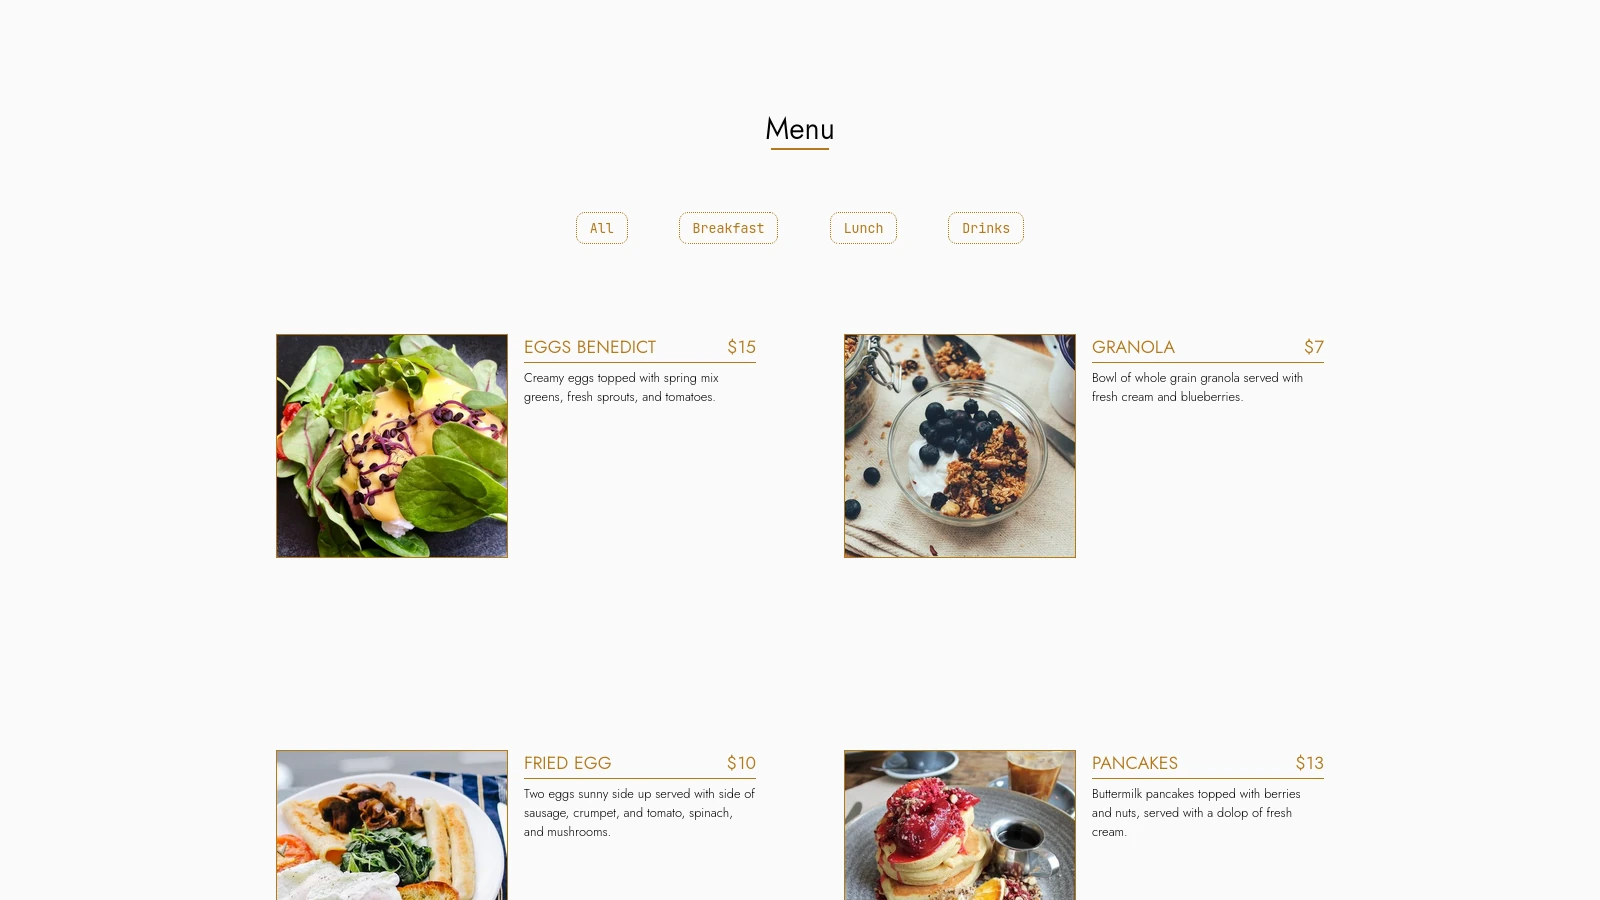 Menu
All
Breakfast
Lunch
Drinks
EGGS BENEDICT $15
Creamy eggs topped with spring mix
greens, fresh sprouts, and tomatoes.
GRANOLA $7
Bowl of whole grain granola served with
fresh cream and blueberries.
FRIED EGG $10
Two eggs sunny side up served with side of
sausage, crumpet, and tomato, spinach,
and mushrooms.
PANCAKES $13
Buttermilk pancakes topped with berries
and nuts, served with a dolop of fresh
cream.